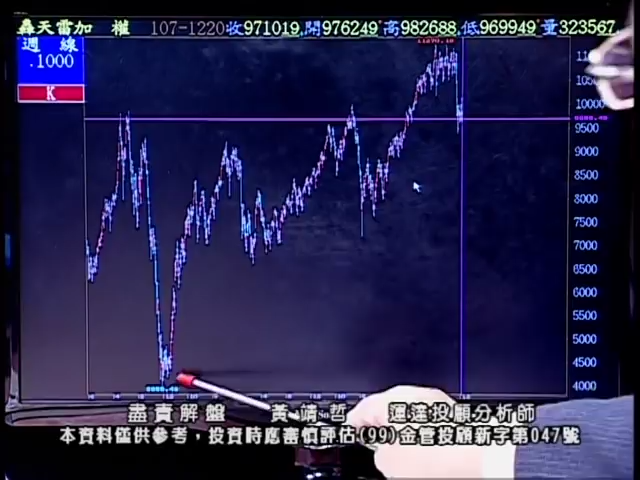 轟天雷加 權 107-1220收971019,開976249高982688,低969949量323567,
週 線
.1000
K
10000
9500
9000
8500
8000
7500
7000
6500
6000
5500
5000
4500
4000
盡責解盤 黃靖哲 運達投顧分析師
本資料僅供參考，投資時應審慎評估(99)金管投顧新字第047號